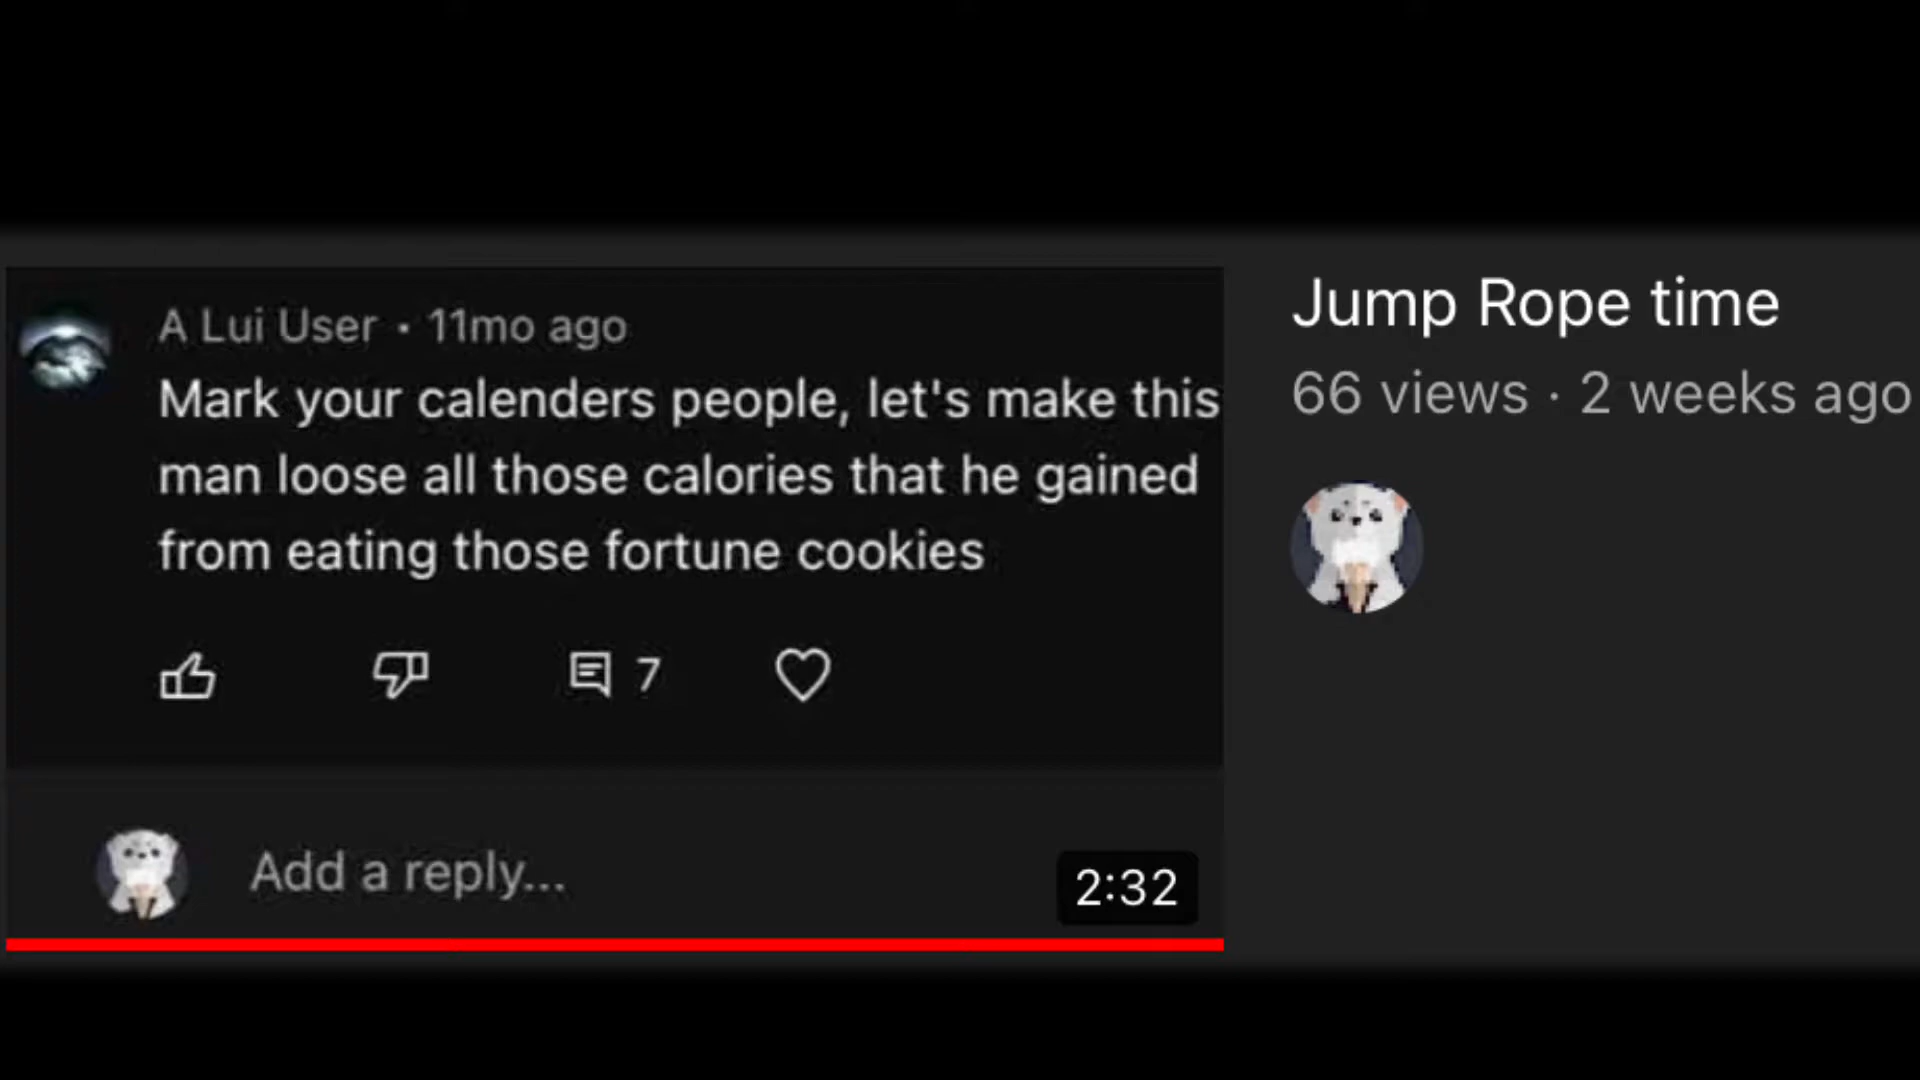 A Lui User · 11mo ago
Mark your calenders people, let's make this
man loose all those calories that he gained
from eating those fortune cookies
7
Add a reply...
2:32
Jump Rope time
66 views · 2 weeks ago